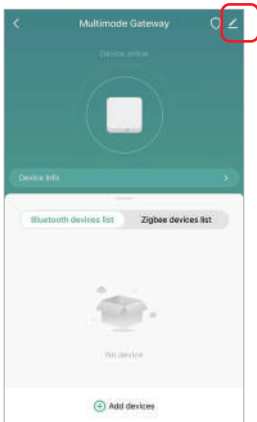 Multimode Gateway
Device online
Device info
Bluetooth devices list Zigbee devices list
No device
Add devices